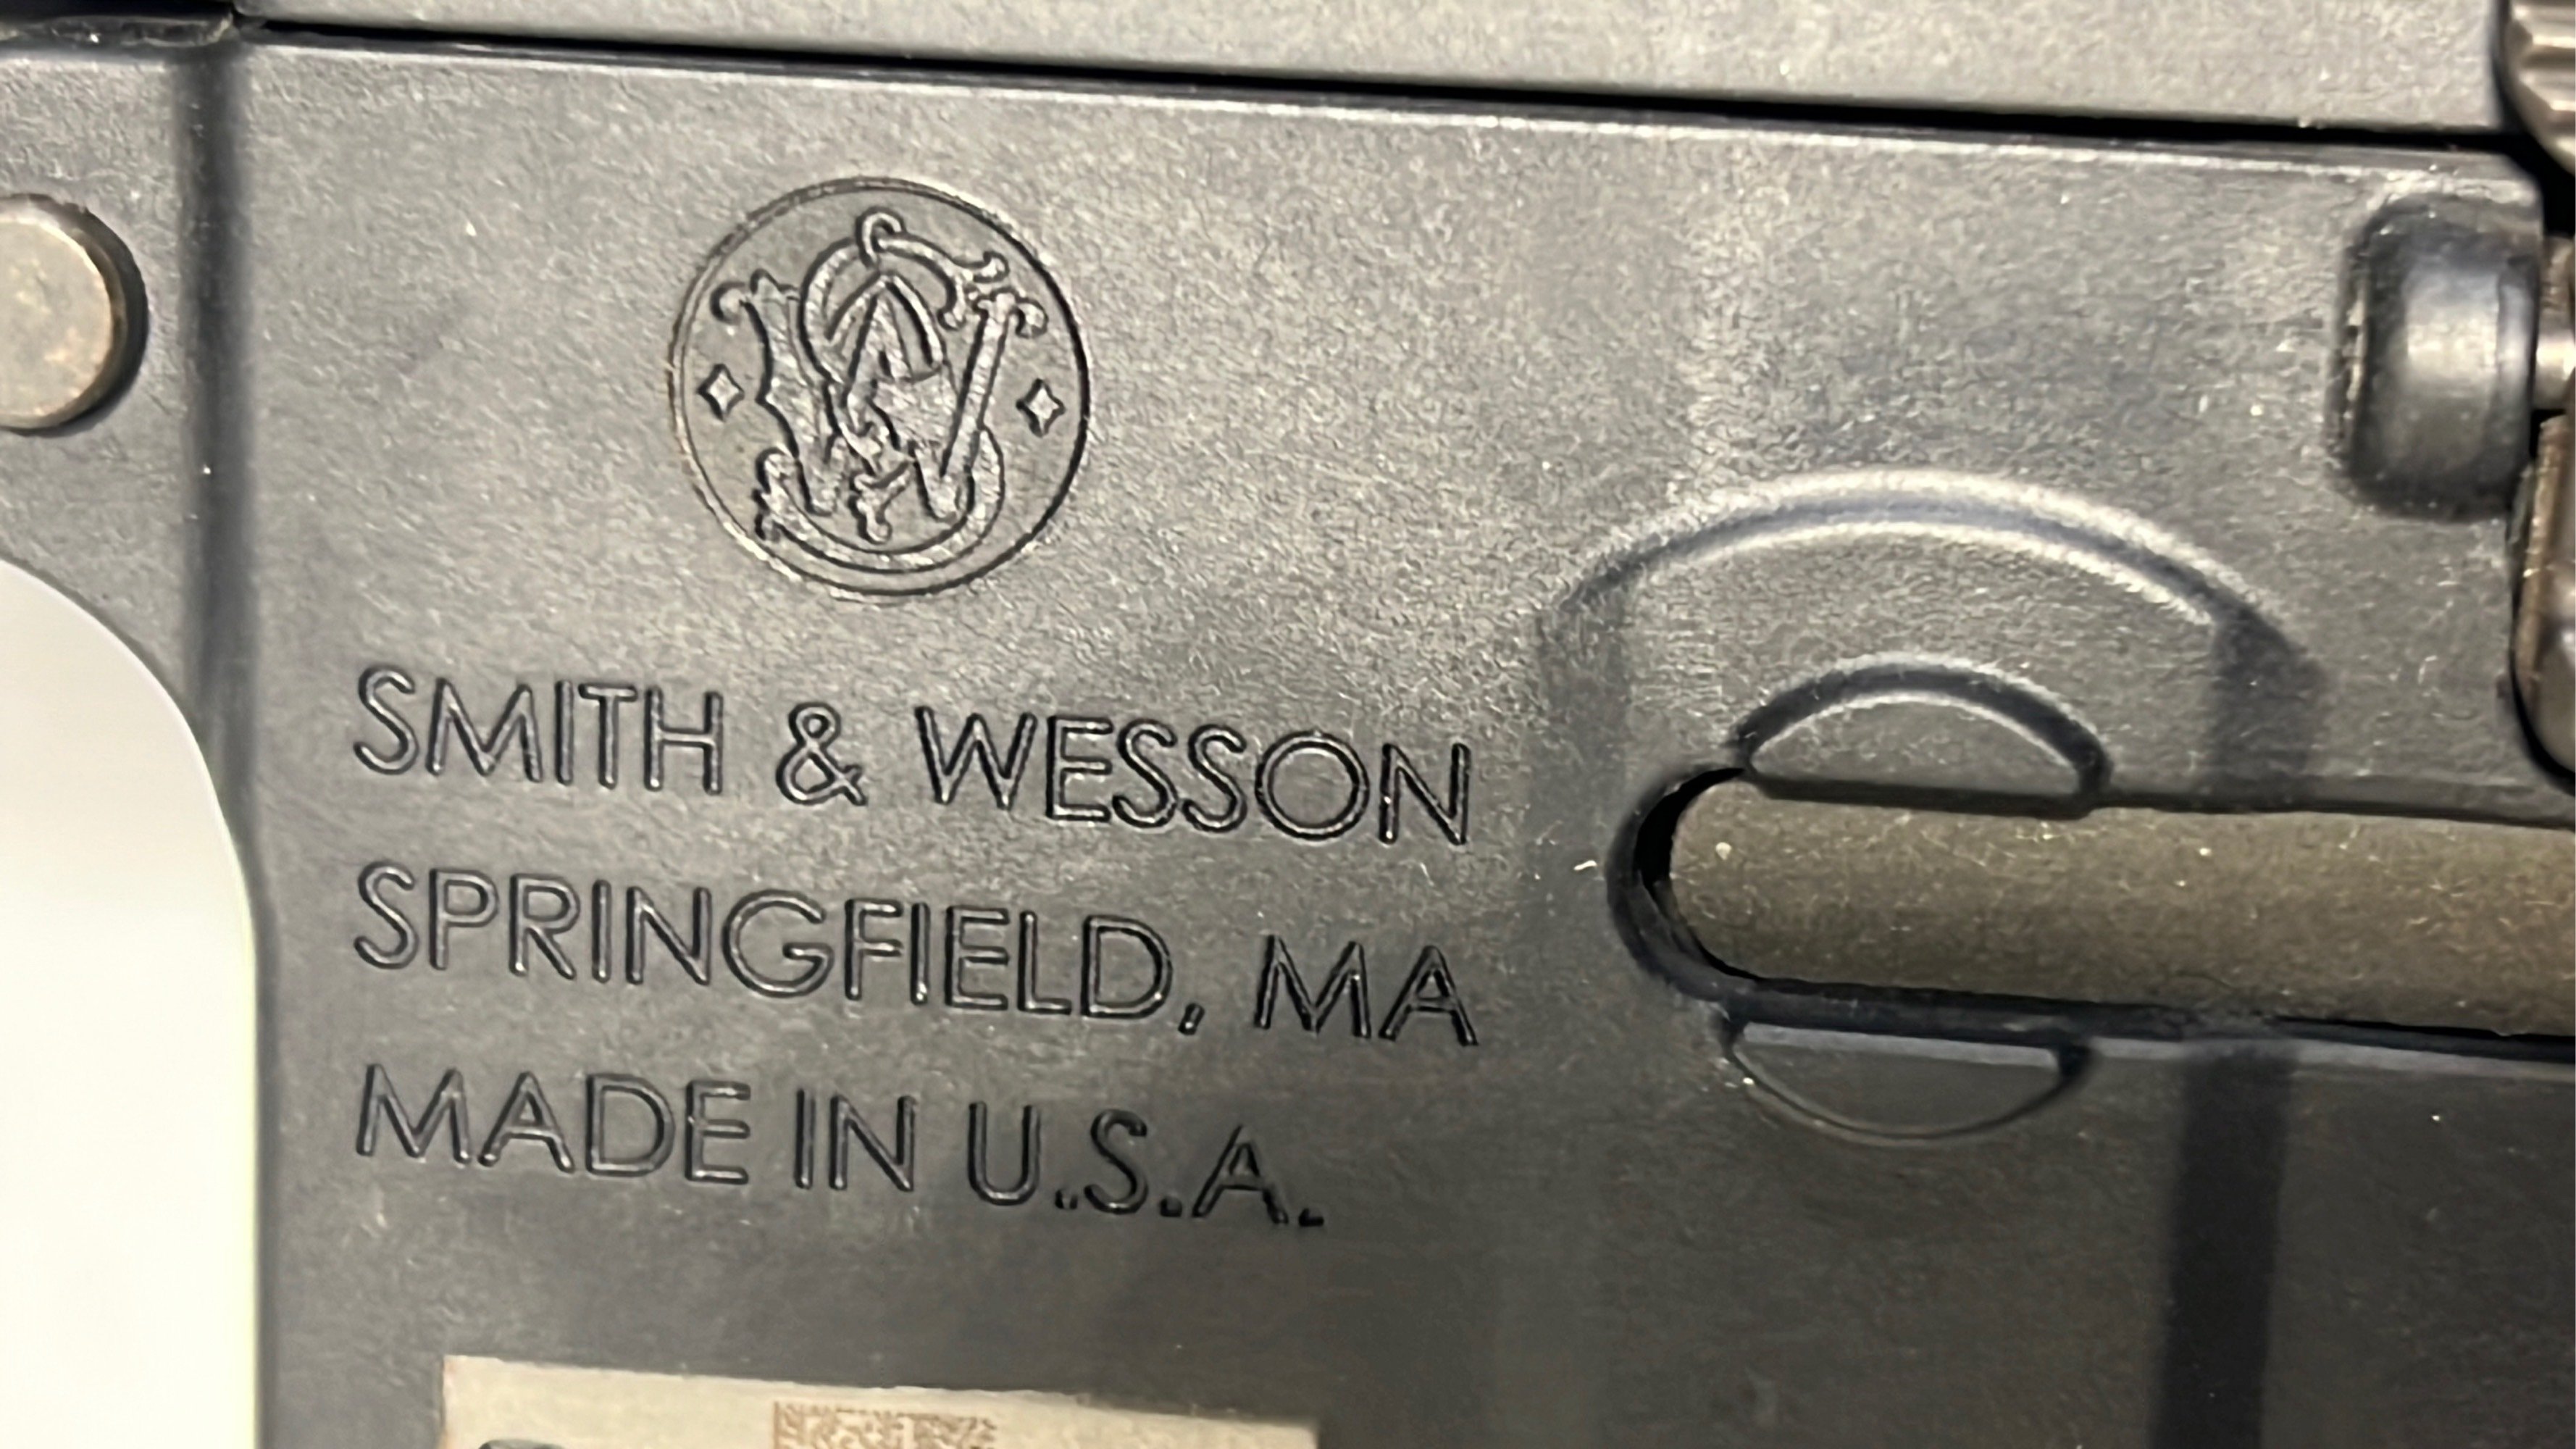 SMITH & WESSON
SPRINGFIELD, MA
MADE IN U.S.A.